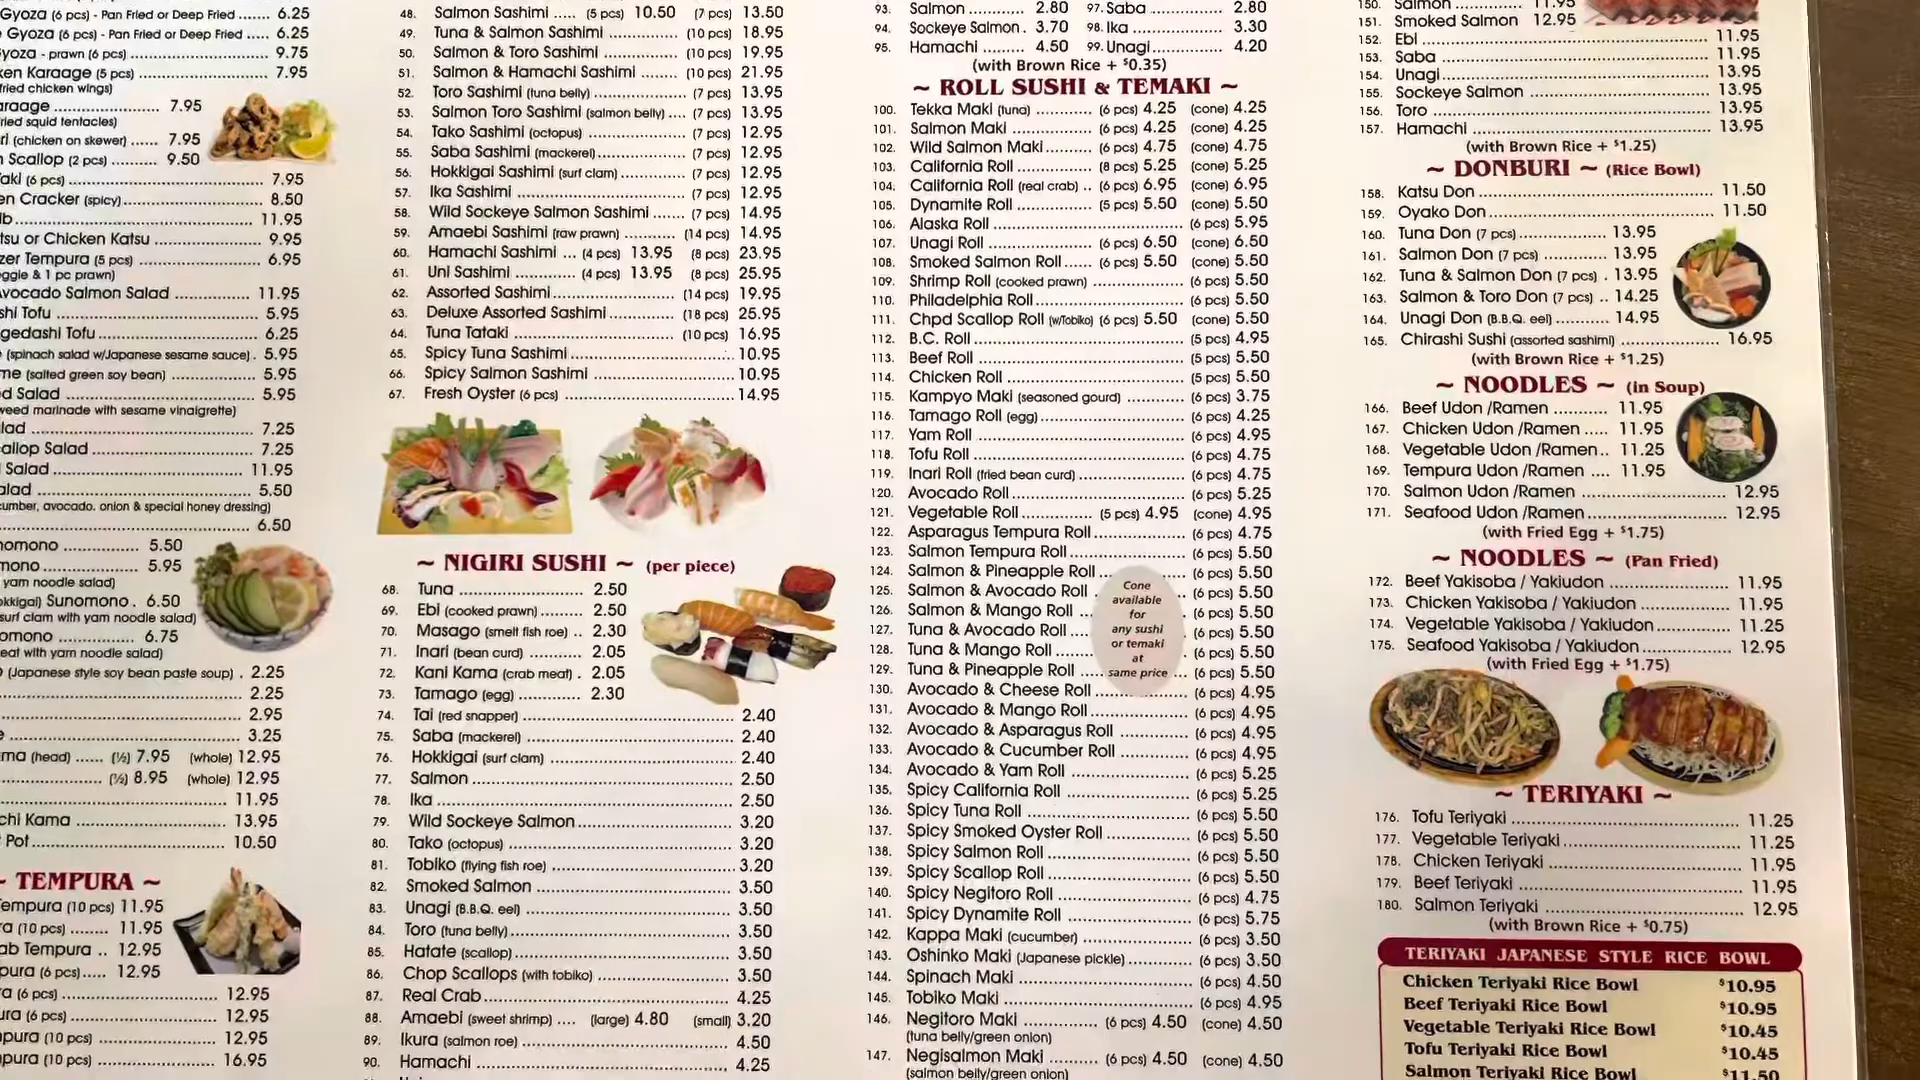 Gyoza (6 pcs) - Pan Fried or Deep Fried ....... 6.25
Gyoza (6 pcs) - Pan Fried or Deep Fried ..... 6.25
- prawn (6 pcs) ... 9.75
Karaage (5 pcs) ... 7.95
fried chicken wings)
... 7.95
squid tentacles)
(chicken on skewer) ...... 7.95
Scallop (2 pcs) ... 9.50
(6 pcs) ... 7.95
Cracker (spicy) ... 8.50
... 11.95
or Chicken Katsu ... 9.95
Tempura (5 pcs) ... 6.95
& 1 pc prawn)
Avocado Salmon Salad ... 11.95
Tofu ... 5.95
Tofu ... 6.25
(spinach salad w/Japanese sesame sauce) . 5.95
(salted green soy bean) ... 5.95
Salad ... 5.95
marinade with sesame vinaigrette)
... 7.25
Salad ... 7.25
Salad ... 11.95
... 5.50
avocado. onion & special honey dressing)
... 6.50
... 5.50
... 5.95
yam noodle salad)
Sunomono . 6.50
surf clam with yam noodle salad)
... 6.75
with yam noodle salad)
(Japanese style soy bean paste soup) . 2.25
... 2.25
... 2.95
... 3.25
(head) ...... (½) 7.95 (whole) 12.95
... (½) 8.95 (whole) 12.95
... 11.95
Kama ... 13.95
Pot ... 10.50
TEMPURA ~
Tempura (10 pcs) 11.95
(10 pcs) ....... 11.95
Tempura .. 12.95
(6 pcs)..... 12.95
(6 pcs) ... 12.95
(6 pcs) ... 12.95
(10 pcs) ... 12.95
(10 pcs) ... 16.95
48. Salmon Sashimi ..... (5 pcs) 10.50 (7 pcs) 13.50
49. Tuna & Salmon Sashimi ... (10 pcs) 18.95
50. Salmon & Toro Sashimi ... (10 pcs) 19.95
51. Salmon & Hamachi Sashimi ....... (10 pcs) 21.95
52. Toro Sashimi (tuna belly) ... (7 pcs) 13.95
53. Salmon Toro Sashimi (salmon belly) .... (7 pcs) 13.95
54. Tako Sashimi (octopus) ... (7 pcs) 12.95
55. Saba Sashimi (mackerel) ... (7 pcs) 12.95
56. Hokkigai Sashimi (surf clam) ... (7 pcs) 12.95
57. Ika Sashimi ... (7 pcs) 12.95
58. Wild Sockeye Salmon Sashimi ...... (7 pcs) 14.95
59. Amaebi Sashimi (raw prawn) ... (14 pcs) 14.95
60. Hamachi Sashimi ... (4 pcs) 13.95 (8 pcs) 23.95
61. Uni Sashimi ... (4 pcs) 13.95 (8 pcs) 25.95
62. Assorted Sashimi ... (14 pcs) 19.95
63. Deluxe Assorted Sashimi ... (18 pcs) 25.95
64. Tuna Tataki ... (10 pcs) 16.95
65. Spicy Tuna Sashimi ... 10.95
66. Spicy Salmon Sashimi ... 10.95
67. Fresh Oyster (6 pcs) ... 14.95
~ NIGIRI SUSHI ~ (per piece)
68. Tuna ... 2.50
69. Ebi (cooked prawn) ... 2.50
70. Masago (smelt fish roe) .. 2.30
71. Inari (bean curd) ... 2.05
72. Kani Kama (crab meat) . 2.05
73. Tamago (egg) ... 2.30
74. Tai (red snapper) ... 2.40
75. Saba (mackerel) ... 2.40
76. Hokkigai (surf clam) ... 2.40
77. Salmon ... 2.50
78. Ika ... 2.50
79. Wild Sockeye Salmon ... 3.20
80. Tako (octopus) ... 3.20
81. Tobiko (flying fish roe) ... 3.20
82. Smoked Salmon ... 3.50
83. Unagi (B.B.Q. eel) ... 3.50
84. Toro (tuna belly) ... 3.50
85. Hatate (scallop) ... 3.50
86. Chop Scallops (with tobiko) ... 3.50
87. Real Crab ... 4.25
88. Amaebi (sweet shrimp) .... (large) 4.80 (small) 3.20
89. Ikura (salmon roe) ... 4.50
90. Hamachi ... 4.25
93. Salmon ... 2.80 97. Saba ... 2.80
94. Sockeye Salmon . 3.70 98. Ika ... 3.30
95. Hamachi ... 4.50 99. Unagi ... 4.20
(with Brown Rice + $0.35)
~ ROLL SUSHI & TEMAKI ~
100. Tekka Maki (tuna) ... (6 pcs) 4.25 (cone) 4.25
101. Salmon Maki ... (6 pcs) 4.25 (cone) 4.25
102. Wild Salmon Maki ... (6 pcs) 4.75 (cone) 4.75
103. California Roll ... (8 pcs) 5.25 (cone) 5.25
104. California Roll (real crab) .. (6 pcs) 6.95 (cone) 6.95
105. Dynamite Roll ... (5 pcs) 5.50 (cone) 5.50
106. Alaska Roll ... (6 pcs) 5.95
107. Unagi Roll ... (6 pcs) 6.50 (cone) 6.50
108. Smoked Salmon Roll ...... (6 pcs) 5.50 (cone) 5.50
109. Shrimp Roll (cooked prawn) ... (6 pcs) 5.50
110. Philadelphia Roll ... (6 pcs) 5.50
111. Chpd Scallop Roll (w/Tobiko) (6 pcs) 5.50 (cone) 5.50
112. B.C. Roll ... (5 pcs) 4.95
113. Beef Roll ... (5 pcs) 5.50
114. Chicken Roll ... (5 pcs) 5.50
115. Kampyo Maki (seasoned gourd) ... (6 pcs) 3.75
116. Tamago Roll (egg) ... (6 pcs) 4.25
117. Yam Roll ... (6 pcs) 4.95
118. Tofu Roll ... (6 pcs) 4.75
119. Inari Roll (fried bean curd) ... (6 pcs) 4.75
120. Avocado Roll ... (6 pcs) 5.25
121. Vegetable Roll ... (5 pcs) 4.95 (cone) 4.95
122. Asparagus Tempura Roll ... (6 pcs) 4.75
123. Salmon Tempura Roll ... (6 pcs) 5.50
124. Salmon & Pineapple Roll ... (6 pcs) 5.50
125. Salmon & Avocado Roll ... (6 pcs) 5.50
126. Salmon & Mango Roll ... (6 pcs) 5.50
127. Tuna & Avocado Roll ... (6 pcs) 5.50
128. Tuna & Mango Roll ... (6 pcs) 5.50
129. Tuna & Pineapple Roll ... (6 pcs) 5.50
Cone
available
for
any sushi
or temaki
at
same price
130. Avocado & Cheese Roll ... (6 pcs) 4.95
131. Avocado & Mango Roll ... (6 pcs) 4.95
132. Avocado & Asparagus Roll ... (6 pcs) 4.95
133. Avocado & Cucumber Roll ... (6 pcs) 4.95
134. Avocado & Yam Roll ... (6 pcs) 5.25
135. Spicy California Roll ... (6 pcs) 5.25
136. Spicy Tuna Roll ... (6 pcs) 5.50
137. Spicy Smoked Oyster Roll ... (6 pcs) 5.50
138. Spicy Salmon Roll ... (6 pcs) 5.50
139. Spicy Scallop Roll ... (6 pcs) 5.50
140. Spicy Negitoro Roll ... (6 pcs) 4.75
141. Spicy Dynamite Roll ... (6 pcs) 5.75
142. Kappa Maki (cucumber) ... (6 pcs) 3.50
143. Oshinko Maki (Japanese pickle) ... (6 pcs) 3.50
144. Spinach Maki ... (6 pcs) 4.50
145. Tobiko Maki ... (6 pcs) 4.95
146. Negitoro Maki ... (6 pcs) 4.50 (cone) 4.50
(tuna belly/green onion)
147. Negisalmon Maki ... (6 pcs) 4.50 (cone) 4.50
(salmon belly/green onion)
150. Salmon ... 11.95
151. Smoked Salmon 12.95
152. Ebi ... 11.95
153. Saba ... 11.95
154. Unagi ... 13.95
155. Sockeye Salmon ... 13.95
156. Toro ... 13.95
157. Hamachi ... 13.95
(with Brown Rice + $1.25)
~ DONBURI ~ (Rice Bowl)
158. Katsu Don ... 11.50
159. Oyako Don ... 11.50
160. Tuna Don (7 pcs) ... 13.95
161. Salmon Don (7 pcs) ... 13.95
162. Tuna & Salmon Don (7 pcs) . 13.95
163. Salmon & Toro Don (7 pcs) .. 14.25
164. Unagi Don (B.B.Q. eel) ... 14.95
165. Chirashi Sushi (assorted sashimi) ... 16.95
(with Brown Rice + $1.25)
~ NOODLES ~ (in Soup)
166. Beef Udon /Ramen ... 11.95
167. Chicken Udon /Ramen ..... 11.95
168. Vegetable Udon /Ramen.. 11.25
169. Tempura Udon /Ramen .... 11.95
170. Salmon Udon /Ramen ... 12.95
171. Seafood Udon /Ramen ... 12.95
(with Fried Egg + $1.75)
~ NOODLES ~ (Pan Fried)
172. Beef Yakisoba / Yakiudon ... 11.95
173. Chicken Yakisoba / Yakiudon ... 11.95
174. Vegetable Yakisoba / Yakiudon ... 11.25
175. Seafood Yakisoba / Yakiudon ... 12.95
(with Fried Egg + $1.75)
~ TERIYAKI ~
176. Tofu Teriyaki ... 11.25
177. Vegetable Teriyaki ... 11.25
178. Chicken Teriyaki ... 11.95
179. Beef Teriyaki ... 11.95
180. Salmon Teriyaki ... 12.95
(with Brown Rice + $0.75)
TERIYAKI JAPANESE STYLE RICE BOWL
Chicken Teriyaki Rice Bowl $10.95
Beef Teriyaki Rice Bowl $10.95
Vegetable Teriyaki Rice Bowl $10.45
Tofu Teriyaki Rice Bowl $10.45
Salmon Teriyaki Rice Bowl $11.50